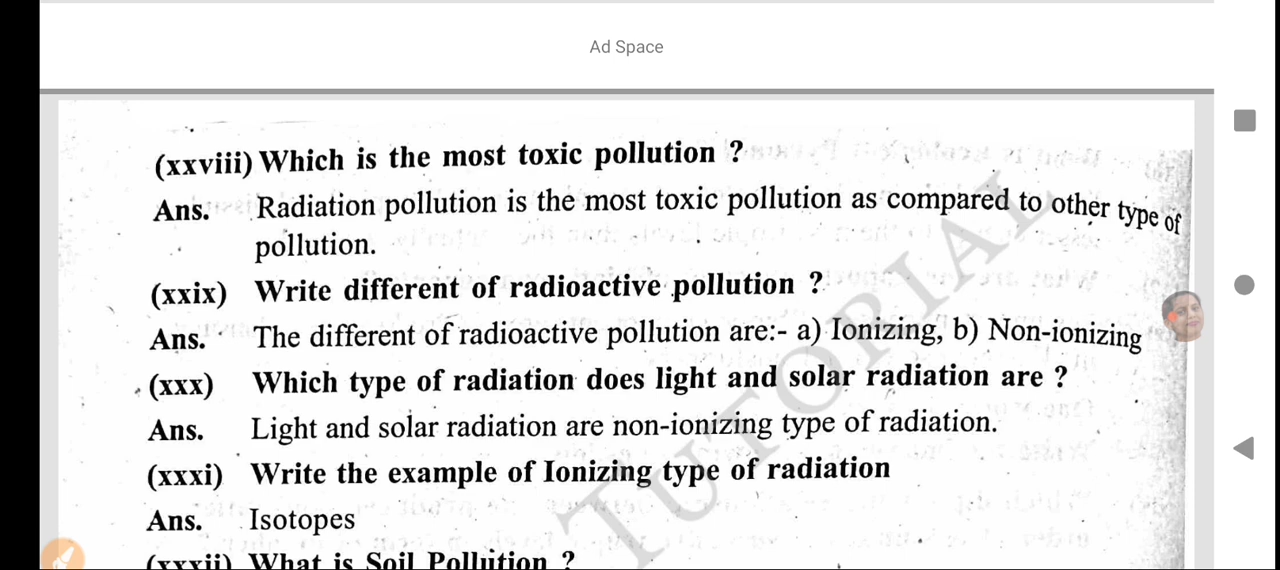 Ad Space
(xxviii) Which is the most toxic pollution ?
Ans. Radiation pollution is the most toxic pollution as compared to other type of
pollution.
(xxix) Write different of radioactive pollution ?
Ans. The different of radioactive pollution are:- a) Ionizing, b) Non-ionizing
(xxx) Which type of radiation does light and solar radiation are ?
Ans. Light and solar radiation are non-ionizing type of radiation.
(xxxi) Write the example of Ionizing type of radiation
Ans. Isotopes
(xxxii) What is Soil Pollution ?
TUTORIAL